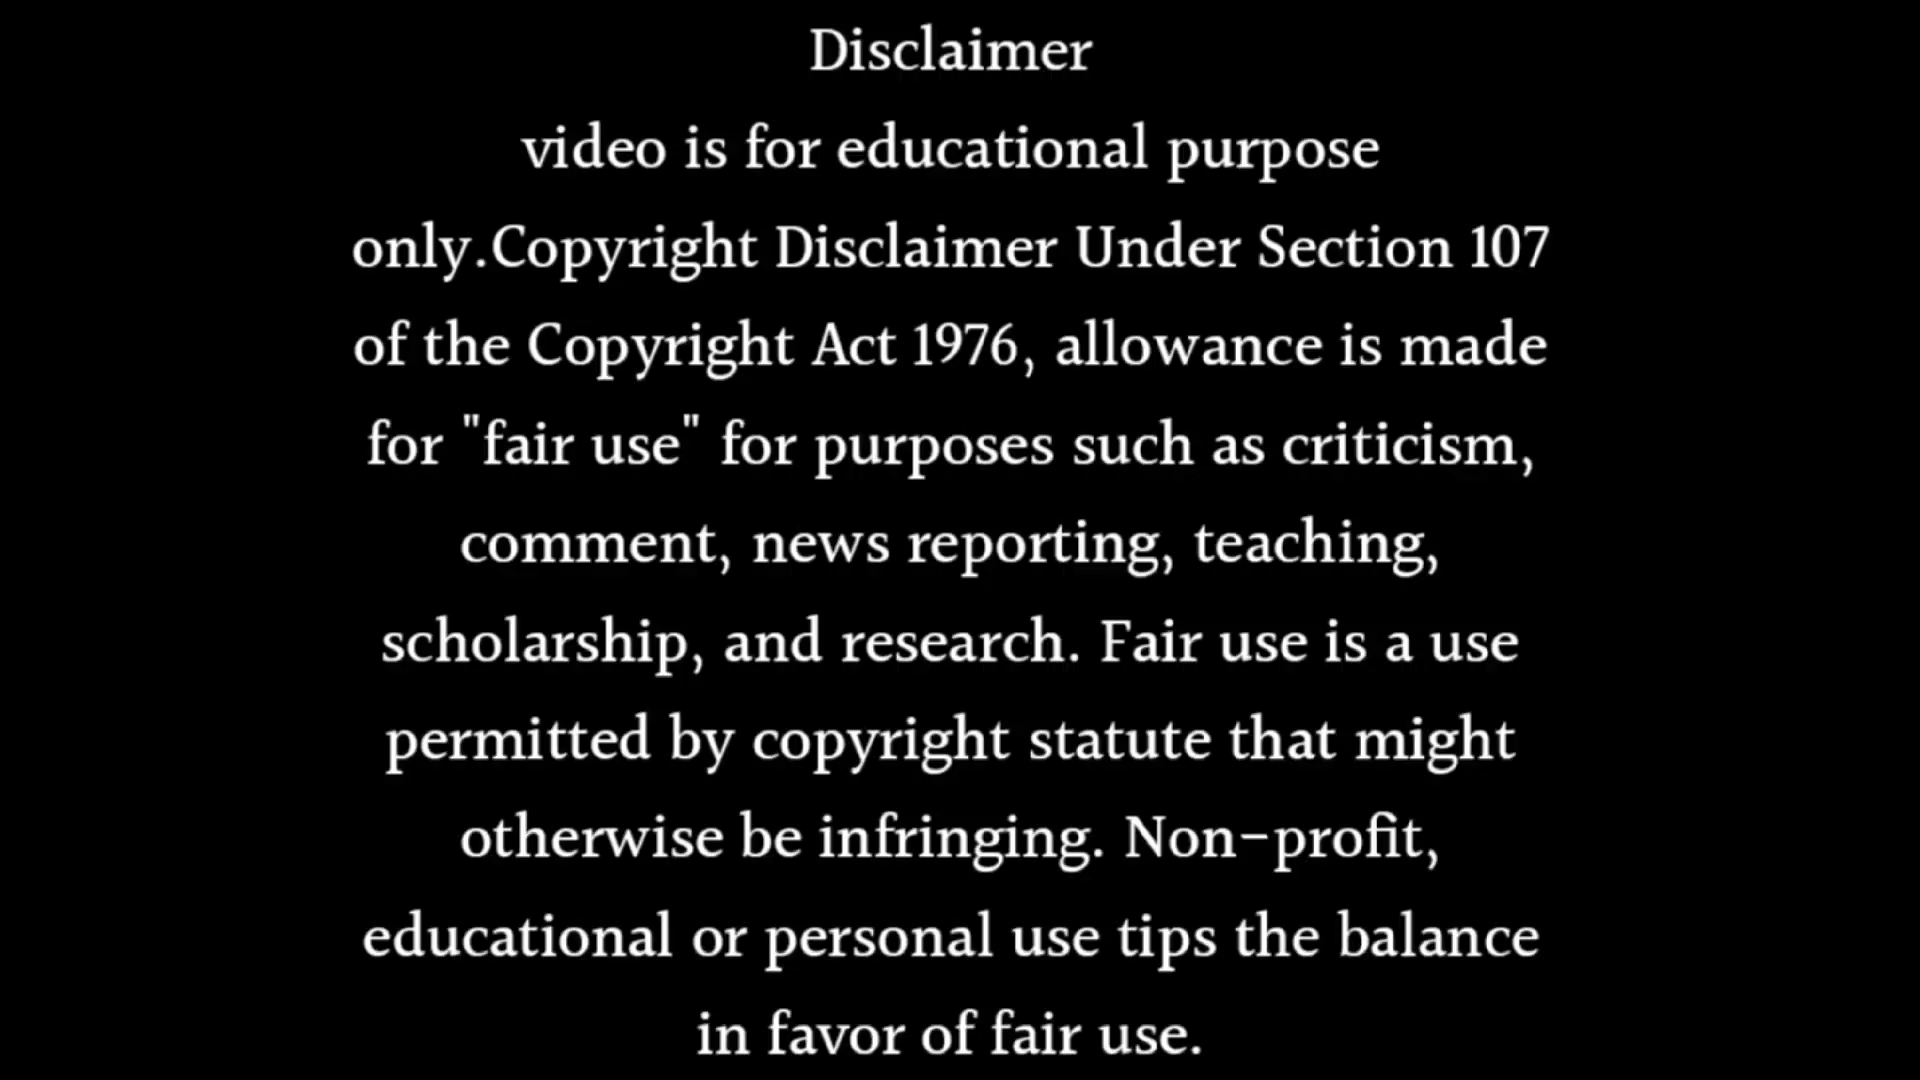 Disclaimer
video is for educational purpose
only.Copyright Disclaimer Under Section 107
of the Copyright Act 1976, allowance is made
for "fair use" for purposes such as criticism,
comment, news reporting, teaching,
scholarship, and research. Fair use is a use
permitted by copyright statute that might
otherwise be infringing. Non-profit,
educational or personal use tips the balance
in favor of fair use.